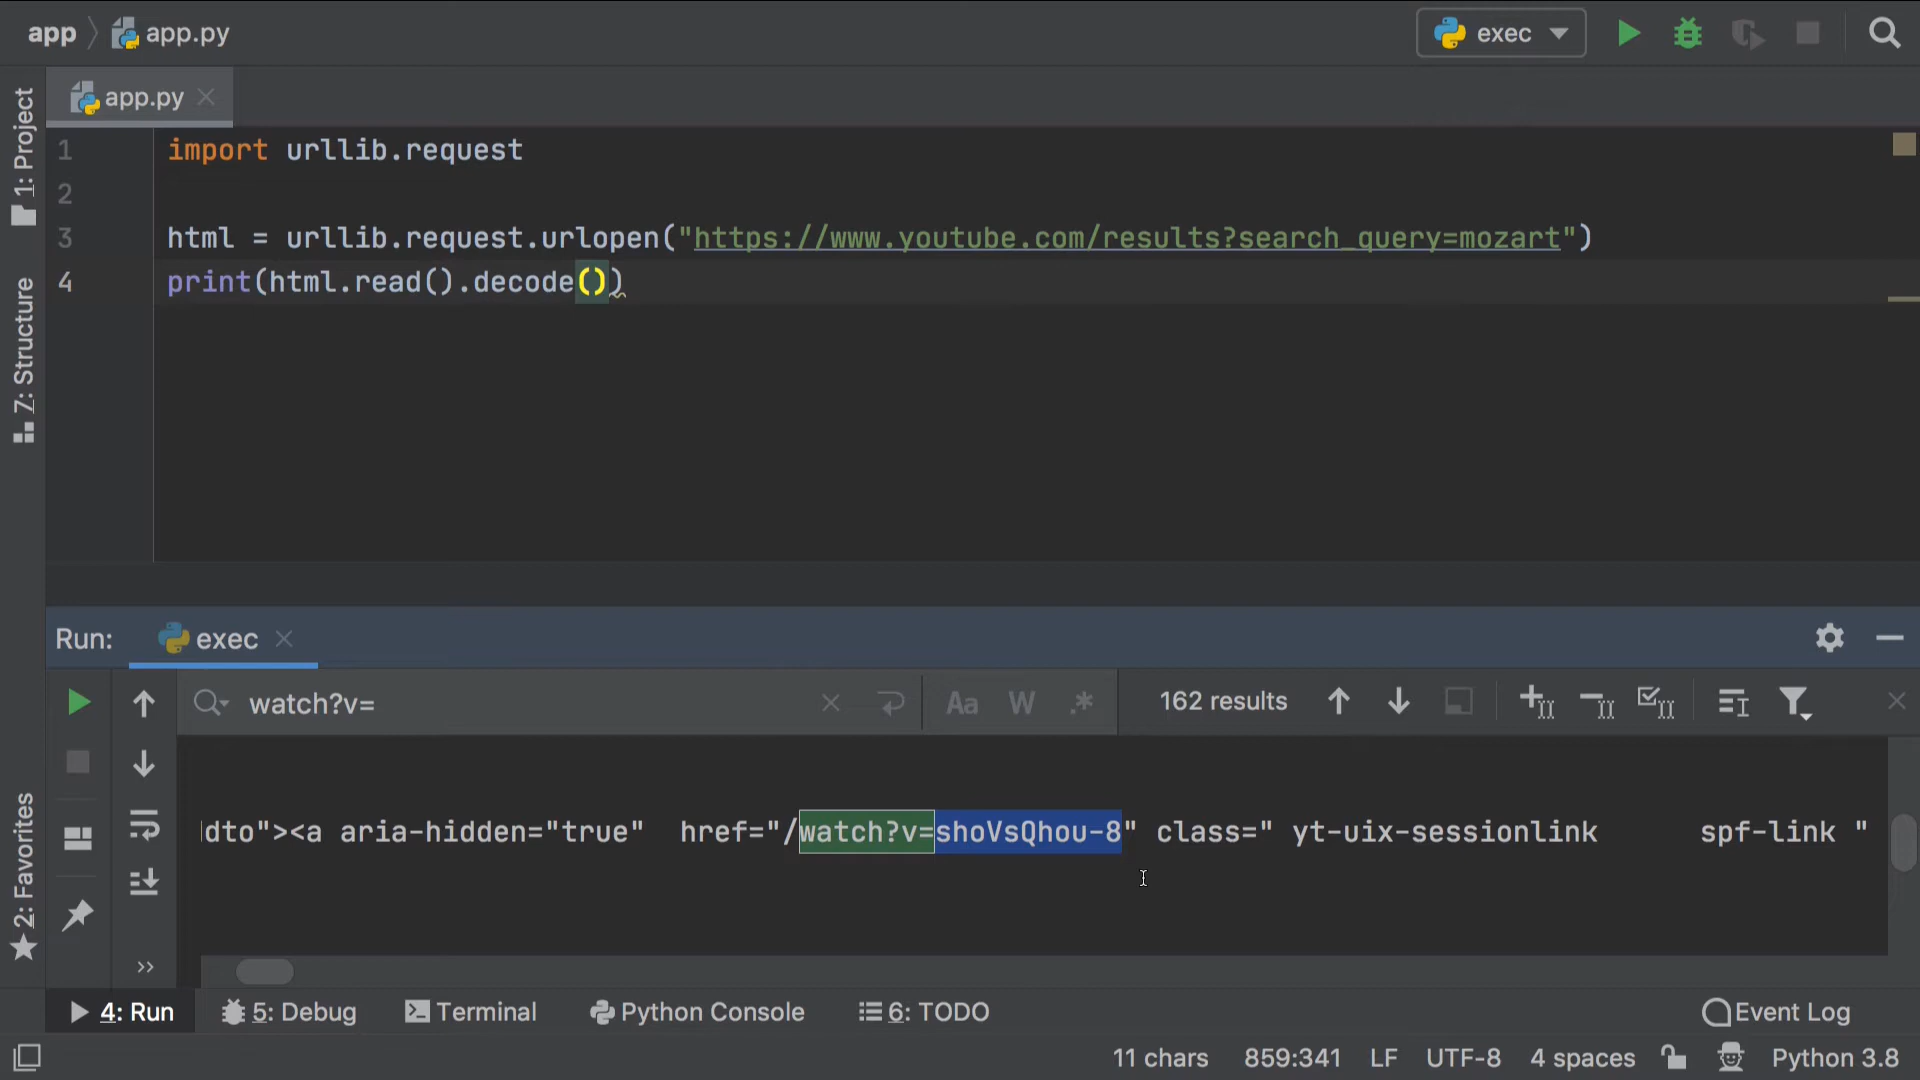 app app.py
exec
app.py
1: Project
7: Structure
2: Favorites
1 import urllib.request
2
3 html = urllib.request.urlopen("https://www.youtube.com/results?search_query=mozart")
4 print(html.read().decode())
Run: exec
watch?v=
Aa W .*
162 results
dto"><a aria-hidden="true" href="/watch?v=shoVsQhou-8" class=" yt-uix-sessionlink spf-link "
4: Run 5: Debug Terminal Python Console 6: TODO Event Log
11 chars 859:341 LF UTF-8 4 spaces Python 3.8